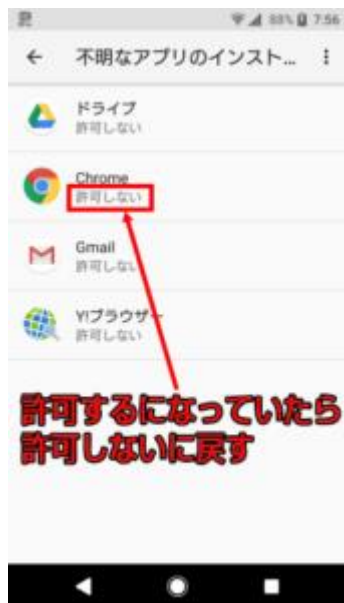 88% 7:56
不明なアプリのインスト...
ドライブ
許可しない
Chrome
許可しない
Gmail
許可しない
Y!ブラウザー
許可しない
許可するになっていたら
許可しないに戻す